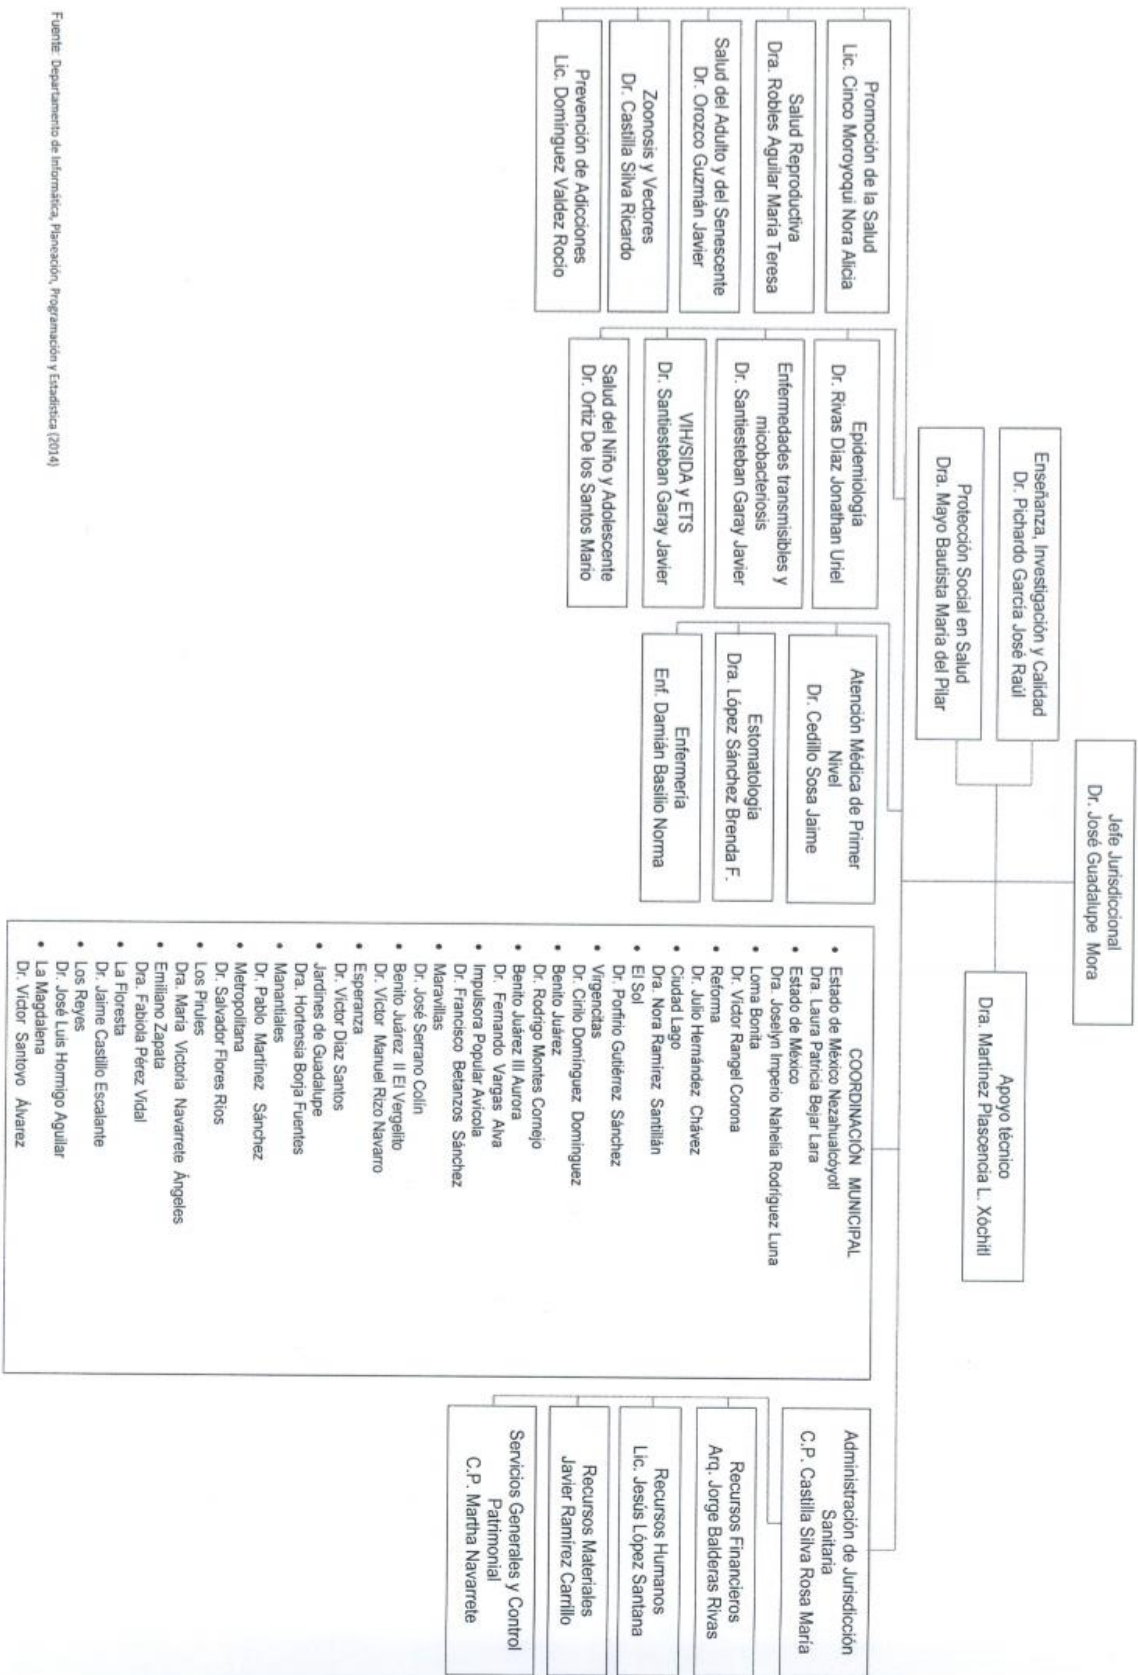 Jefe Jurisdiccional
Dr. José Guadalupe Mora
Enseñanza, Investigación y Calidad
Dr. Pichardo García José Raúl
Protección Social en Salud
Dra. Mayo Bautista María del Pilar
Apoyo técnico
Dra. Martínez Plascencia L. Xóchitl
Promoción de la Salud
Lic. Cinco Moroyoqui Nora Alicia
Salud Reproductiva
Dra. Robles Aguilar María Teresa
Salud del Adulto y del Senescente
Dr. Orozco Guzmán Javier
Zoonosis y Vectores
Dr. Castilla Silva Ricardo
Prevención de Adicciones
Lic. Domínguez Valdez Rocio
Epidemiología
Dr. Rivas Díaz Jonathan Uriel
Enfermedades transmisibles y
micobacteriosis
Dr. Santiesteban Garay Javier
VIH/SIDA y ETS
Dr. Santiesteban Garay Javier
Salud del Niño y Adolescente
Dr. Ortiz De los Santos Mario
Atención Médica de Primer
Nivel
Dr. Cedillo Sosa Jaime
Estomatología
Dra. López Sánchez Brenda F.
Enfermería
Enf. Damián Basilio Norma
COORDINACIÓN MUNICIPAL
• Estado de México Nezahualcóyotl
Dra. Laura Patricia Bejar Lara
• Estado de México
Dra. Joselyn Imperio Nahelia Rodríguez Luna
• Loma Bonita
Dr. Víctor Rangel Corona
• Reforma
Dr. Julio Hernández Chávez
• Ciudad Lago
Dra. Nora Ramírez Santillán
• El Sol
Dr. Porfirio Gutiérrez Sánchez
• Virgencitas
Dr. Cirilo Domínguez Domínguez
• Benito Juárez
Dr. Rodrigo Montes Cornejo
• Benito Juárez III Aurora
Dr. Fernando Vargas Alva
• Impulsora Popular Avícola
Dr. Francisco Betanzos Sánchez
• Maravillas
Dr. José Serrano Colín
• Benito Juárez II El Vergelito
Dr. Víctor Manuel Rizo Navarro
• Esperanza
Dr. Víctor Díaz Santos
• Jardines de Guadalupe
Dra. Hortensia Borja Fuentes
• Manantiales
Dr. Pablo Martínez Sánchez
• Metropolitana
Dr. Salvador Flores Rios
• Los Pirules
Dra. María Victoria Navarrete Ángeles
• Emiliano Zapata
Dra. Fabiola Pérez Vidal
• La Floresta
Dr. Jaime Castillo Escalante
• Los Reyes
Dr. José Luis Hormigo Aguilar
• La Magdalena
Dr. Víctor Santoyo Álvarez
Administración de Jurisdicción
Sanitaria
C.P. Castilla Silva Rosa María
Recursos Financieros
Arq. Jorge Balderas Rivas
Recursos Humanos
Lic. Jesús López Santana
Recursos Materiales
Javier Ramírez Carrillo
Servicios Generales y Control
Patrimonial
C.P. Martha Navarrete
Fuente: Departamento de Informática, Planeación, Programación y Estadística (2014)